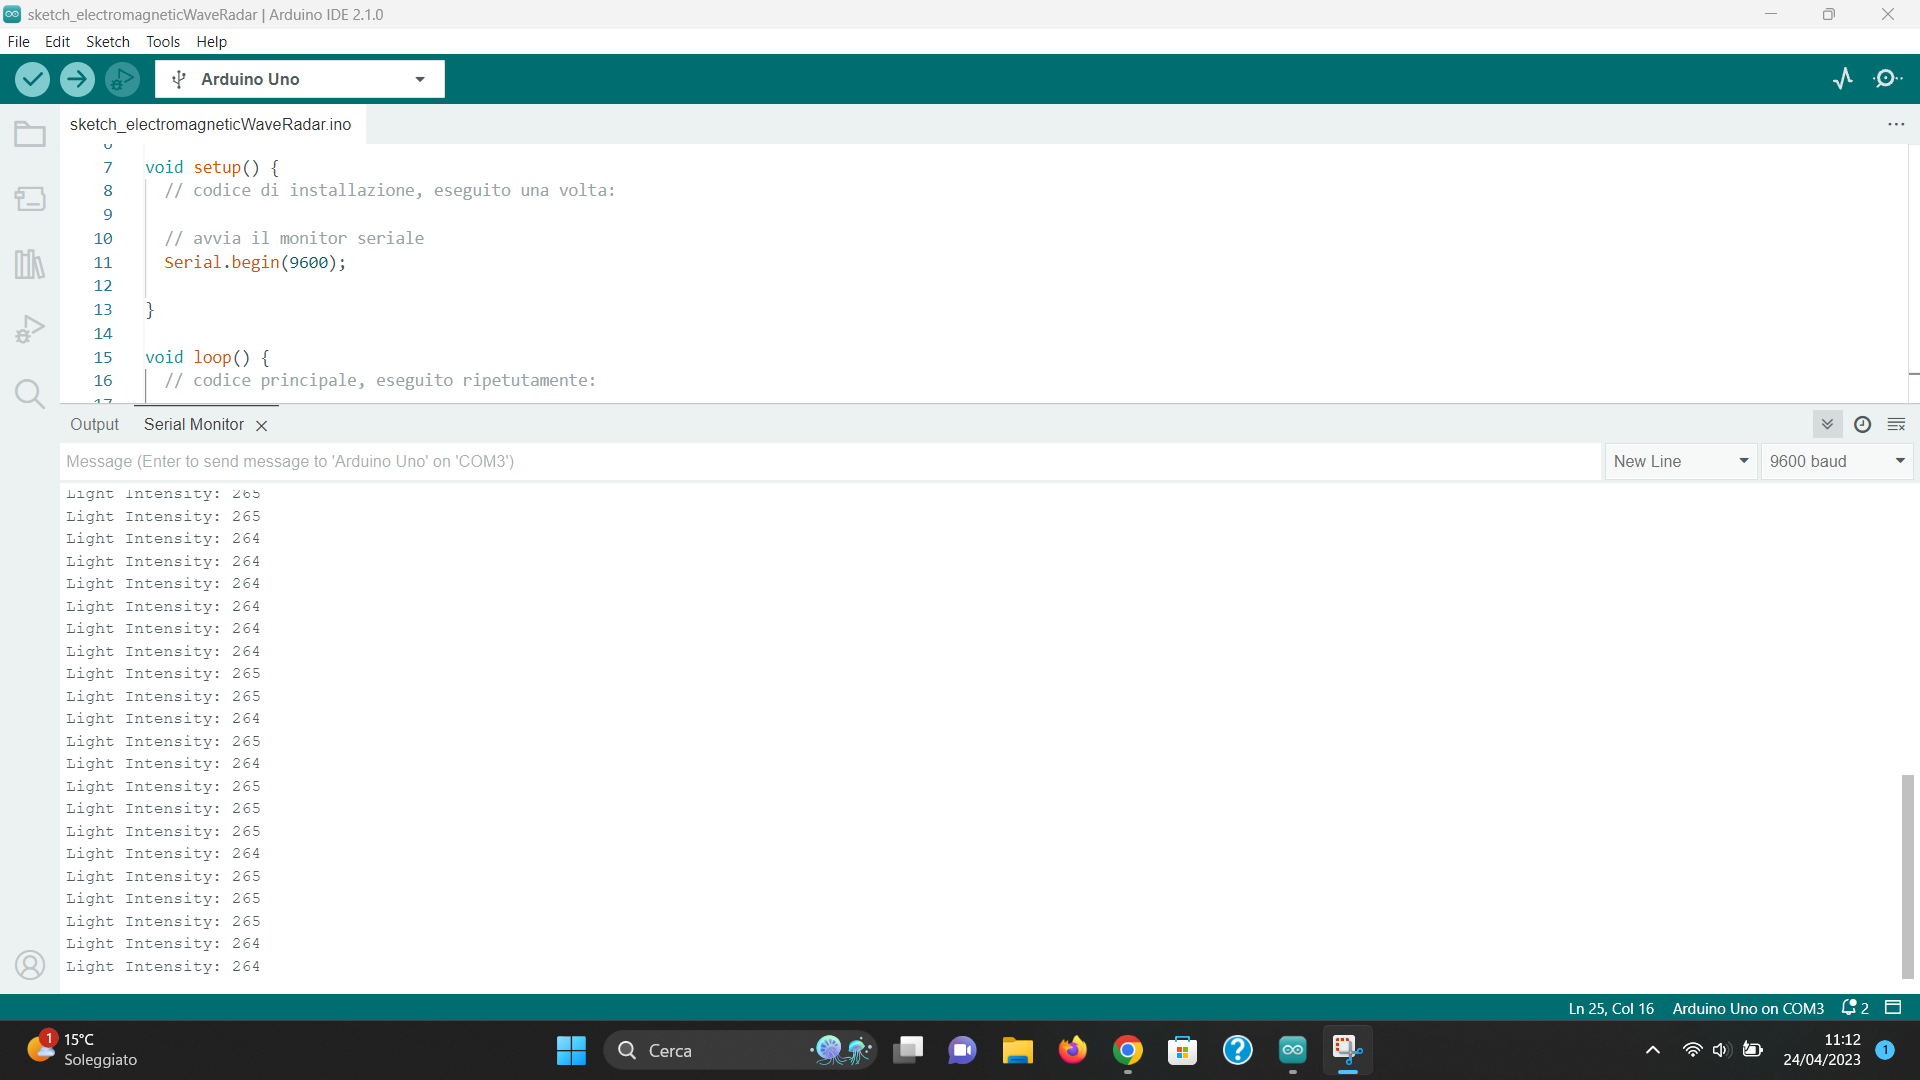 sketch_electromagneticWaveRadar | Arduino IDE 2.1.0
File Edit Sketch Tools Help
Arduino Uno
sketch_electromagneticWaveRadar.ino
6
7 void setup() {
8 // codice di installazione, eseguito una volta:
9
10 // avvia il monitor seriale
11 Serial.begin(9600);
12
13 }
14
15 void loop() {
16 // codice principale, eseguito ripetutamente:
17
Output Serial Monitor
Message (Enter to send message to 'Arduino Uno' on 'COM3') New Line 9600 baud
Light Intensity: 265
Light Intensity: 265
Light Intensity: 264
Light Intensity: 264
Light Intensity: 264
Light Intensity: 264
Light Intensity: 264
Light Intensity: 264
Light Intensity: 265
Light Intensity: 265
Light Intensity: 264
Light Intensity: 265
Light Intensity: 264
Light Intensity: 265
Light Intensity: 265
Light Intensity: 265
Light Intensity: 264
Light Intensity: 265
Light Intensity: 265
Light Intensity: 265
Light Intensity: 264
Light Intensity: 264
Ln 25, Col 16 Arduino Uno on COM3 2
1 15°C
Soleggiato
Cerca
11:12
24/04/2023 1